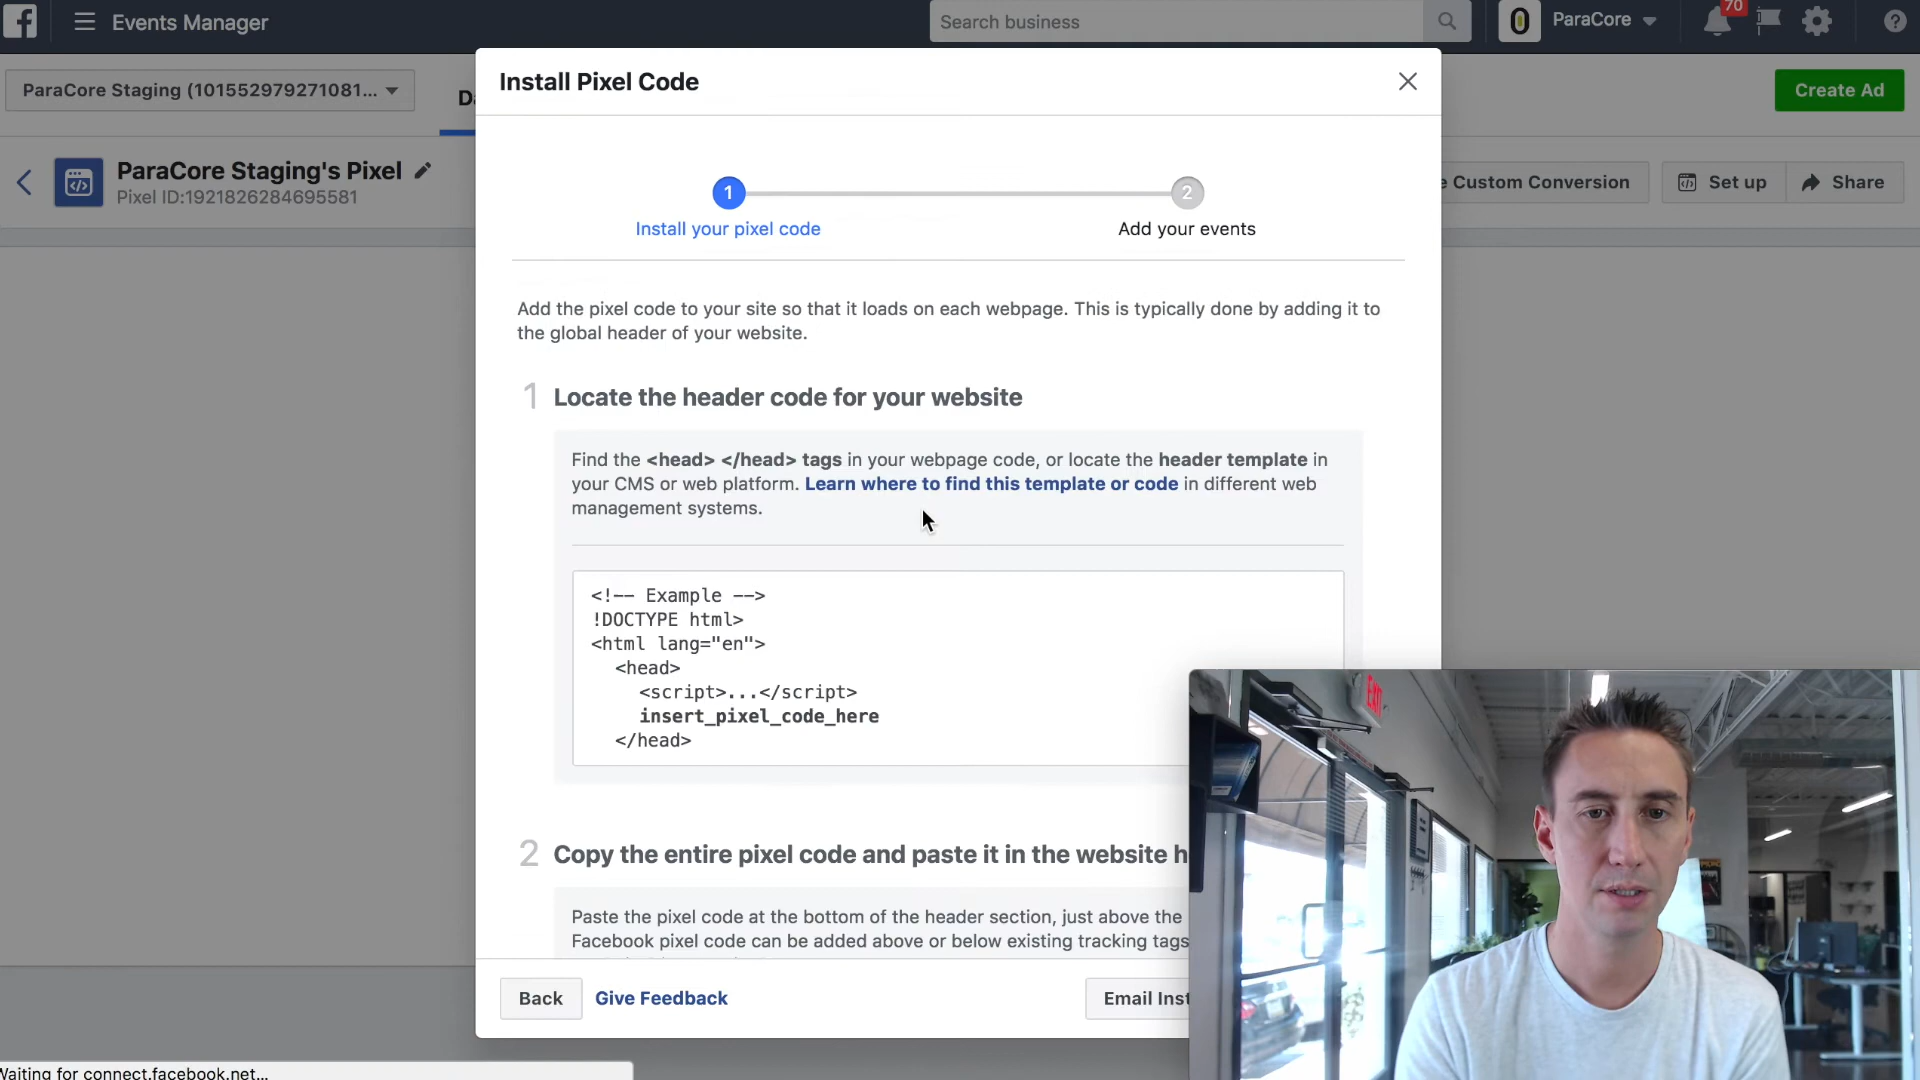 Events Manager
Search business
ParaCore
70
ParaCore Staging (101552979271081...
Create Ad
ParaCore Staging's Pixel
Pixel ID:1921826284695581
Custom Conversion
Set up
Share
Install Pixel Code
1
2
Install your pixel code
Add your events
Add the pixel code to your site so that it loads on each webpage. This is typically done by adding it to
the global header of your website.
1 Locate the header code for your website
Find the <head> </head> tags in your webpage code, or locate the header template in
your CMS or web platform. Learn where to find this template or code in different web
management systems.
<!-- Example -->
!DOCTYPE html>
<html lang="en">
<head>
<script>...</script>
insert_pixel_code_here
</head>
2 Copy the entire pixel code and paste it in the website h
Paste the pixel code at the bottom of the header section, just above the
Facebook pixel code can be added above or below existing tracking tags
Back
Give Feedback
Email Inst
EXIT
Waiting for connect.facebook.net...